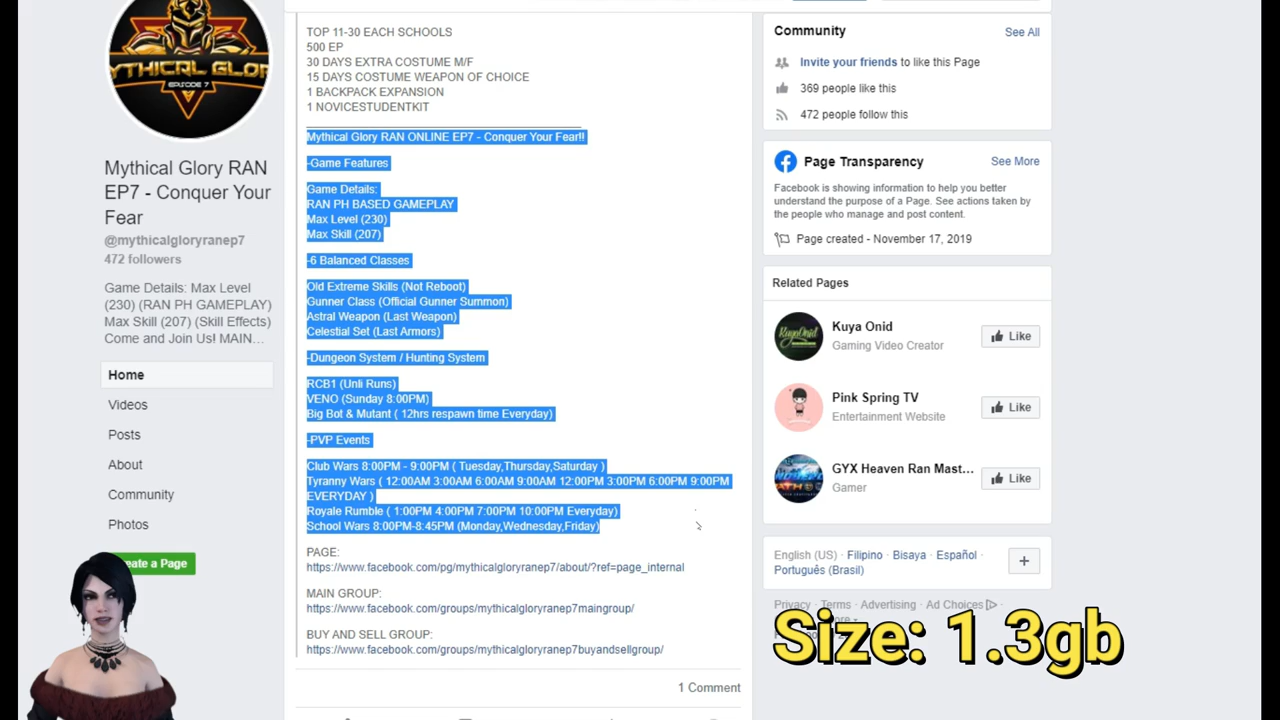 MYTHICAL GLORY
EPISODE 7
Mythical Glory RAN
EP7 - Conquer Your
Fear
@mythicalgloryranep7
472 followers
Game Details: Max Level
(230) (RAN PH GAMEPLAY)
Max Skill (207) (Skill Effects)
Come and Join Us! MAIN...
Home
Videos
Posts
About
Community
Photos
Create a Page
TOP 11-30 EACH SCHOOLS
500 EP
30 DAYS EXTRA COSTUME M/F
15 DAYS COSTUME WEAPON OF CHOICE
1 BACKPACK EXPANSION
1 NOVICESTUDENTKIT
Mythical Glory RAN ONLINE EP7 - Conquer Your Fear!!
-Game Features
Game Details:
RAN PH BASED GAMEPLAY
Max Level (230)
Max Skill (207)
-6 Balanced Classes
Old Extreme Skills (Not Reboot)
Gunner Class (Official Gunner Summon)
Astral Weapon (Last Weapon)
Celestial Set (Last Armors)
-Dungeon System / Hunting System
RCB1 (Unli Runs)
VENO (Sunday 8:00PM)
Big Bot & Mutant ( 12hrs respawn time Everyday)
-PVP Events
Club Wars 8:00PM - 9:00PM ( Tuesday,Thursday,Saturday )
Tyranny Wars ( 12:00AM 3:00AM 6:00AM 9:00AM 12:00PM 3:00PM 6:00PM 9:00PM
EVERYDAY )
Royale Rumble ( 1:00PM 4:00PM 7:00PM 10:00PM Everyday)
School Wars 8:00PM-8:45PM (Monday,Wednesday,Friday)
PAGE:
https://www.facebook.com/pg/mythicalgloryranep7/about/?ref=page_internal
MAIN GROUP:
https://www.facebook.com/groups/mythicalgloryranep7maingroup/
BUY AND SELL GROUP:
https://www.facebook.com/groups/mythicalgloryranep7buyandsellgroup/
1 Comment
Community See All
Invite your friends to like this Page
369 people like this
472 people follow this
Page Transparency See More
Facebook is showing information to help you better
understand the purpose of a Page. See actions taken by
the people who manage and post content.
Page created - November 17, 2019
Related Pages
Kuya Onid
Gaming Video Creator
Like
Pink Spring TV
Entertainment Website
Like
GYX Heaven Ran Mast...
Gamer
Like
English (US) · Filipino · Bisaya · Español ·
Português (Brasil)
Privacy · Terms · Advertising · Ad Choices ·
Size: 1.3gb